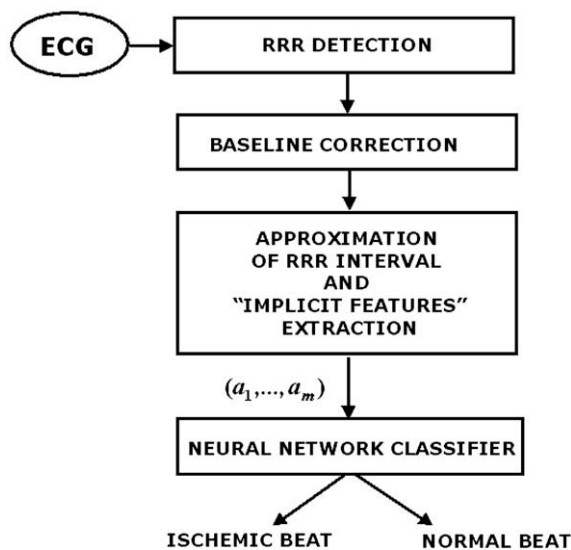 ECG
RRR DETECTION
BASELINE CORRECTION
APPROXIMATION
OF RRR INTERVAL
AND
“IMPLICIT FEATURES”
EXTRACTION
(a₁,...,aₘ)
NEURAL NETWORK CLASSIFIER
ISCHEMIC BEAT
NORMAL BEAT